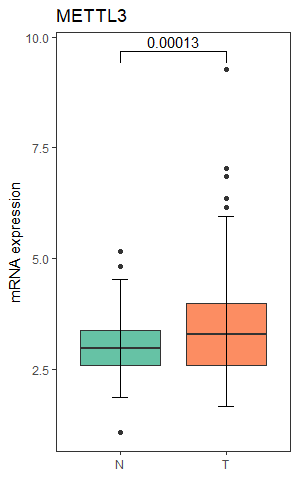 METTL3
0.00013
10.0
7.5
5.0
2.5
mRNA expression
N
T